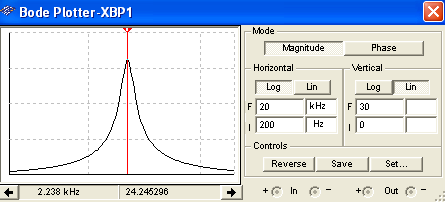 Bode Plotter-XBP1
Mode
Magnitude Phase
Horizontal Vertical
Log Lin Log Lin
F 20 kHz F 30
I 200 Hz I 0
Controls
Reverse Save Set...
2.238 kHz 24.245296 + In − + Out −